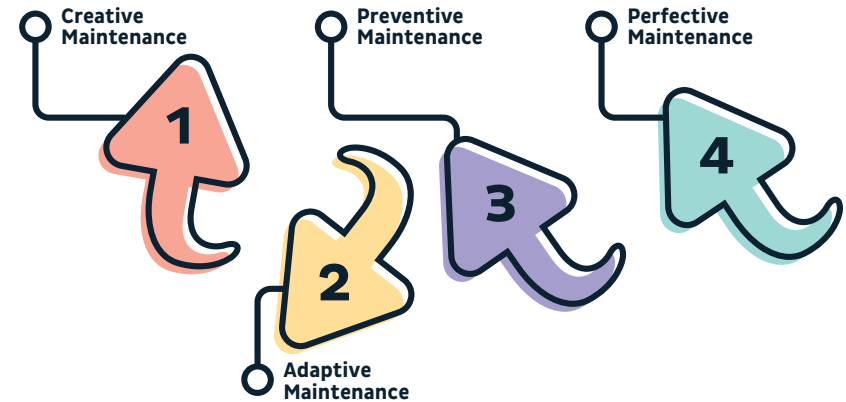 Creative
Maintenance
1
Adaptive
Maintenance
2
Preventive
Maintenance
3
Perfective
Maintenance
4